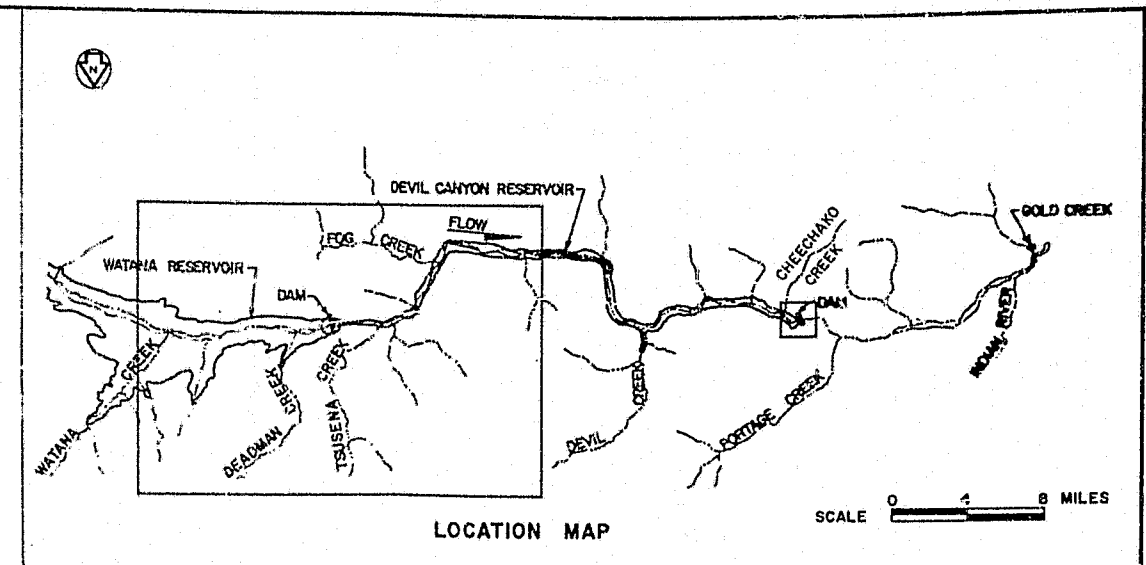 N
DEVIL CANYON RESERVOIR
FLOW
FOG CREEK
WATANA RESERVOIR
DAM
CHEECHAKO
CREEK
GOLD CREEK
DAM
INDIAN RIVER
WATANA CREEK
DEADMAN CREEK
TSUSENA CREEK
DEVIL CREEK
PORTAGE CREEK
LOCATION MAP
SCALE 0 4 8 MILES